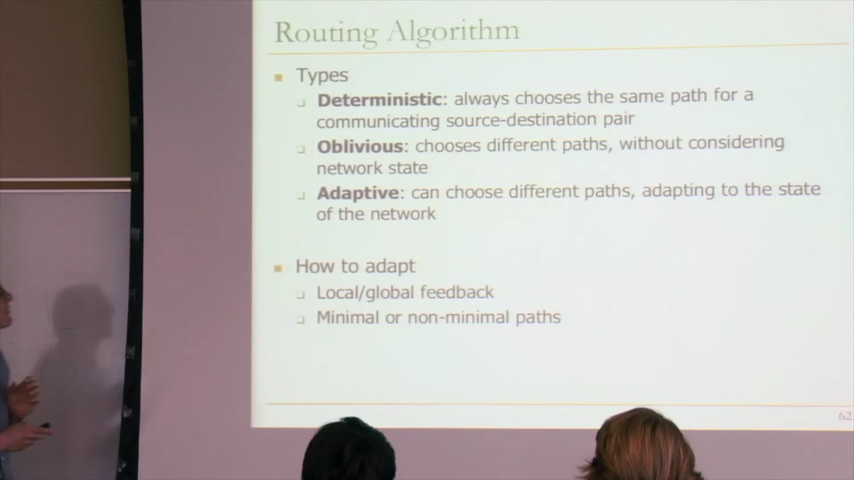 Routing Algorithm
Types
Deterministic: always chooses the same path for a
communicating source-destination pair
Oblivious: chooses different paths, without considering
network state
Adaptive: can choose different paths, adapting to the state
of the network
How to adapt
Local/global feedback
Minimal or non-minimal paths
62